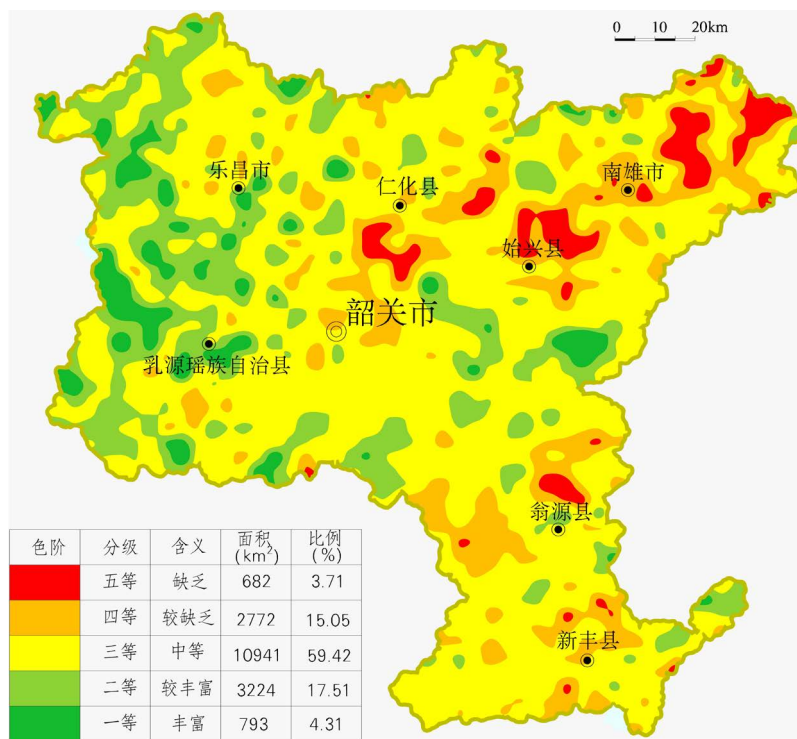 0 10 20km
乐昌市
仁化县
南雄市
始兴县
韶关市
乳源瑶族自治县
翁源县
新丰县
色阶 分级 含义 面积(km²) 比例(%)
五等 缺乏 682 3.71
四等 较缺乏 2772 15.05
三等 中等 10941 59.42
二等 较丰富 3224 17.51
一等 丰富 793 4.31